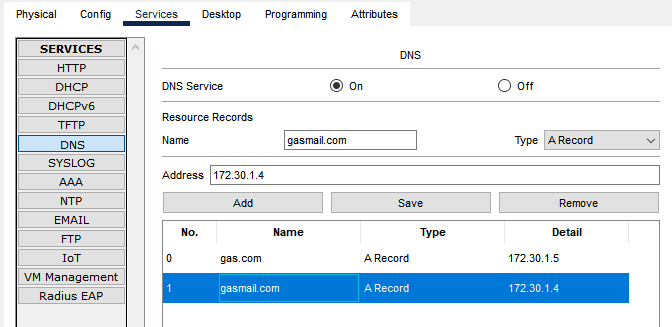 Physical Config Services Desktop Programming Attributes
SERVICES
HTTP
DHCP
DHCPv6
TFTP
DNS
SYSLOG
AAA
NTP
EMAIL
FTP
IoT
VM Management
Radius EAP
DNS
DNS Service On Off
Resource Records
Name gasmail.com Type A Record
Address 172.30.1.4
Add Save Remove
No. Name Type Detail
0 gas.com A Record 172.30.1.5
1 gasmail.com A Record 172.30.1.4